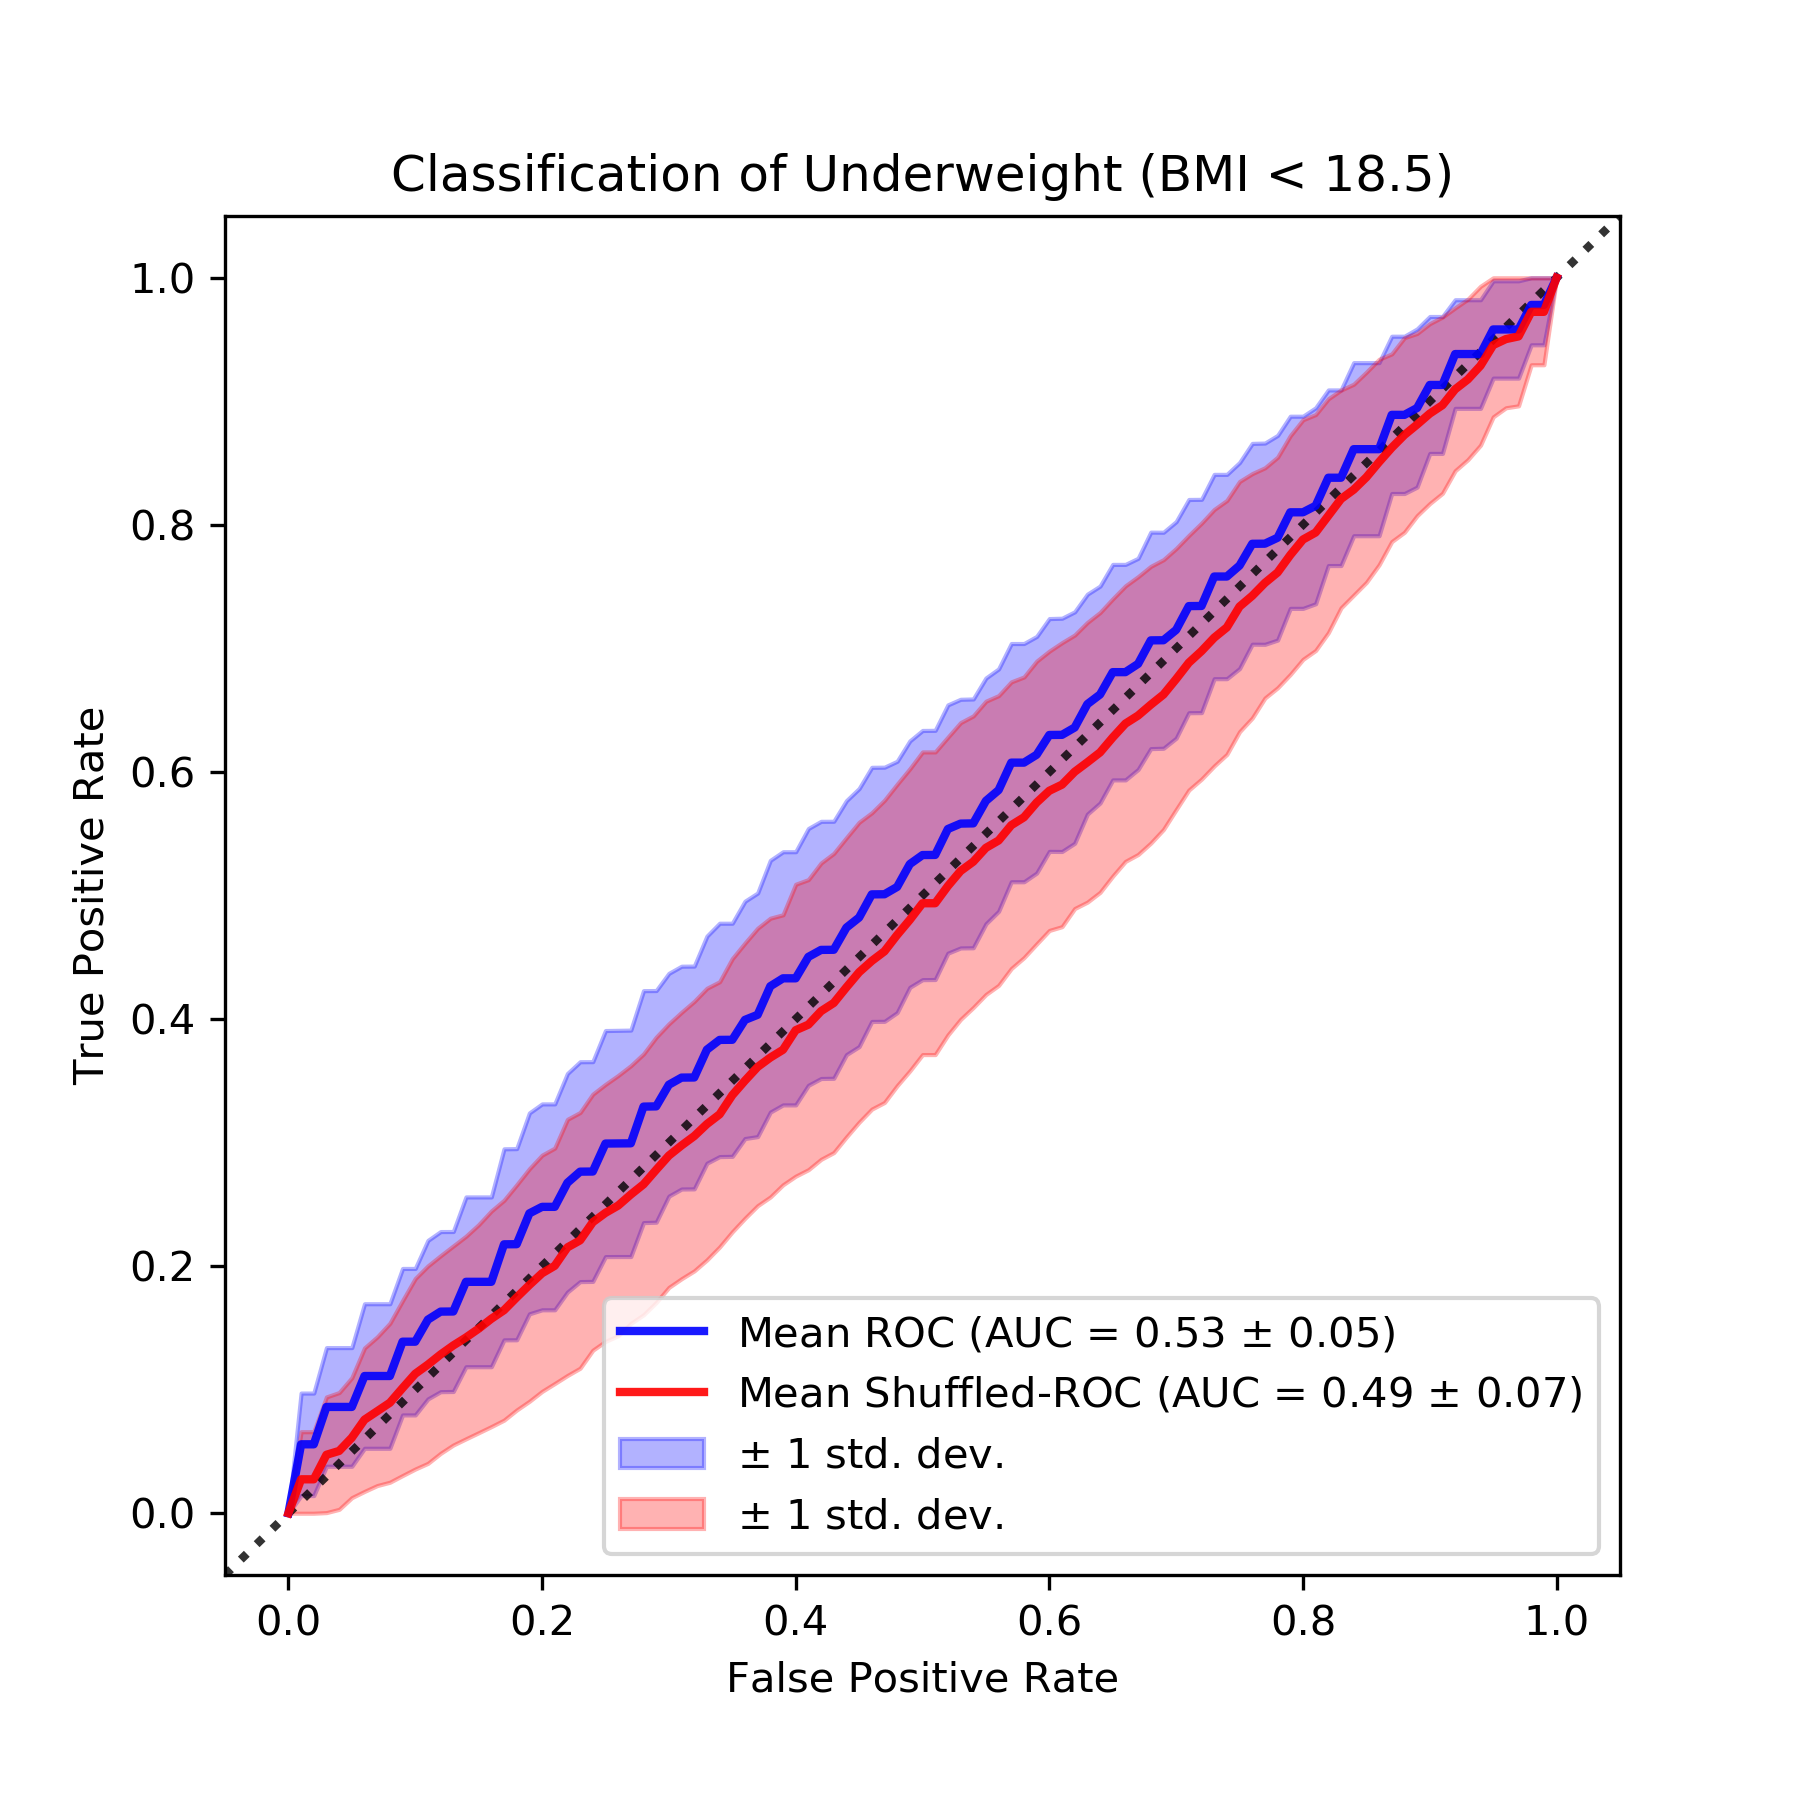 Classification of Underweight (BMI < 18.5)
True Positive Rate
1.0
0.8
0.6
0.4
0.2
0.0
Mean ROC (AUC = 0.53 ± 0.05)
Mean Shuffled-ROC (AUC = 0.49 ± 0.07)
± 1 std. dev.
± 1 std. dev.
0.0 0.2 0.4 0.6 0.8 1.0
False Positive Rate